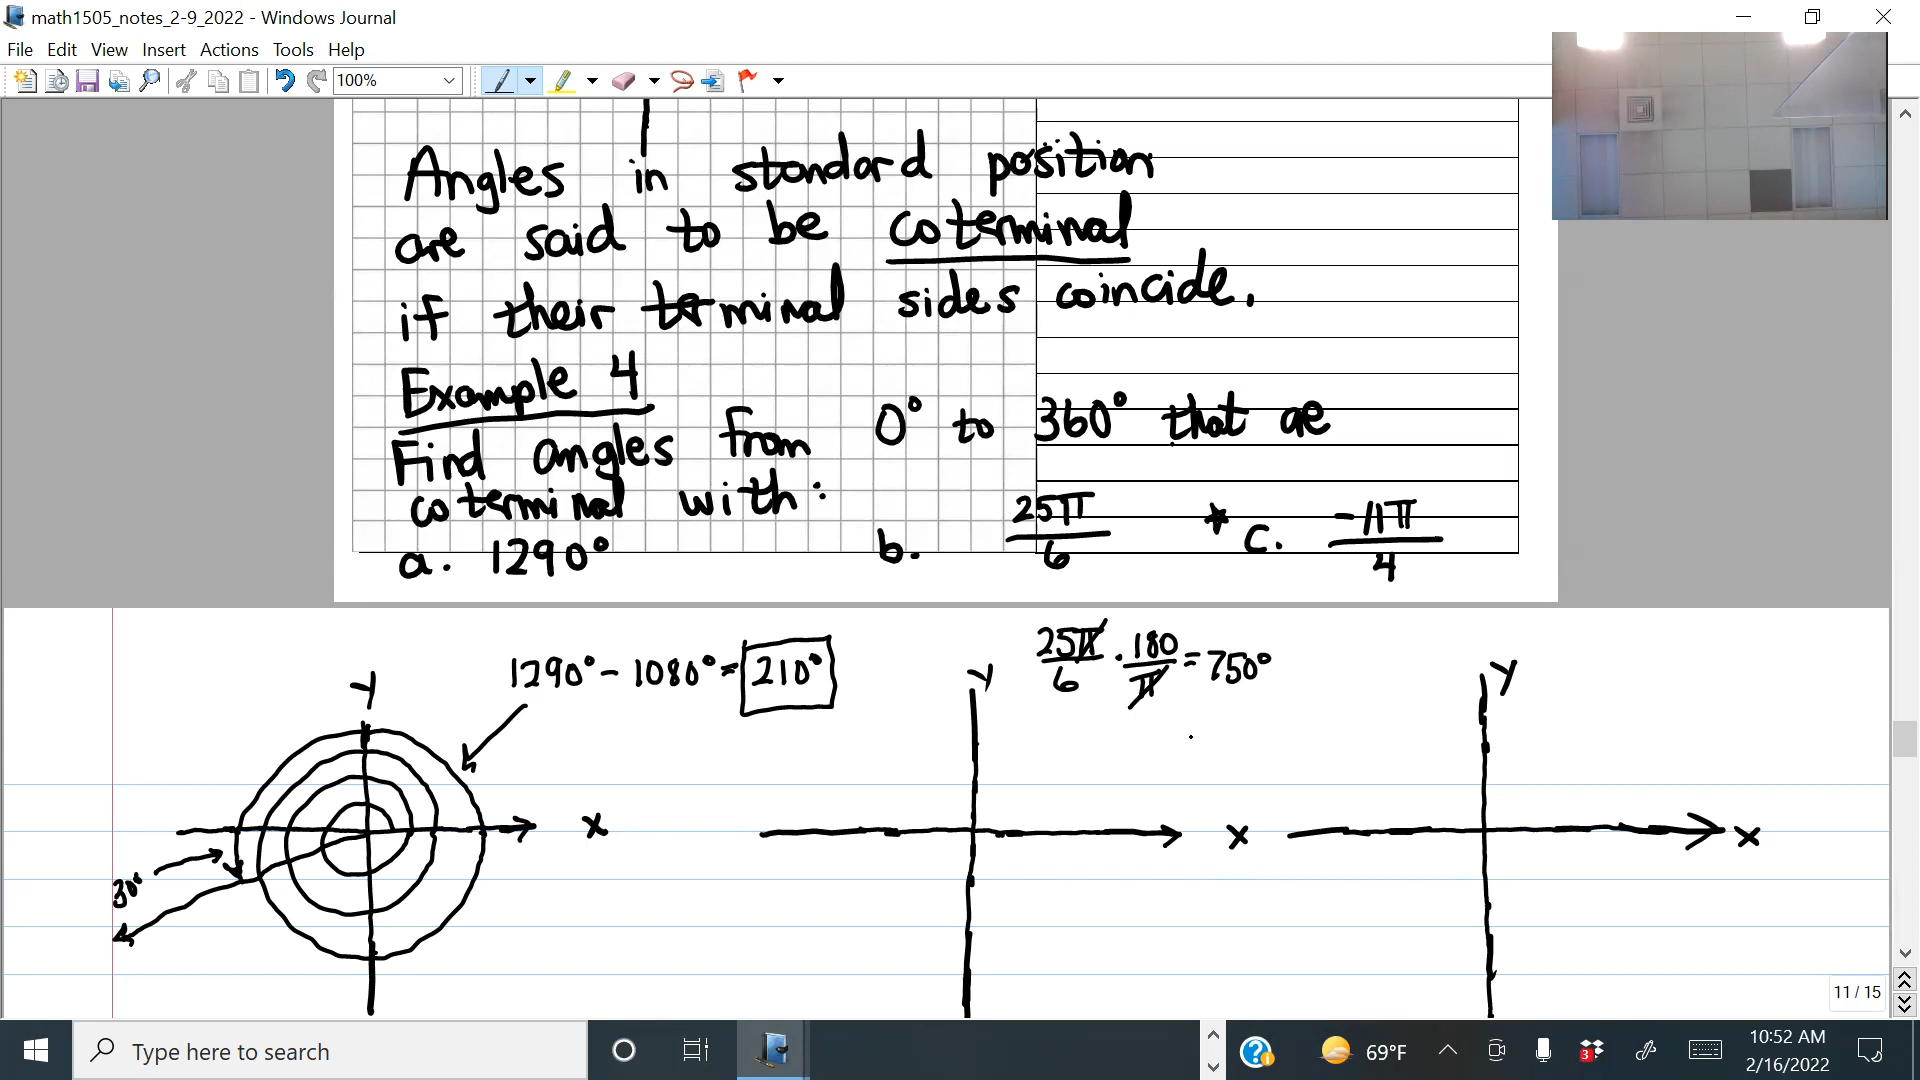 math1505_notes_2-9_2022 - Windows Journal
File Edit View Insert Actions Tools Help
100%
Angles in standard position
are said to be coterminal
if their terminal sides coincide.
Example 4
Find angles from 0° to 360° that are
coterminal with:
a. 1290° b. 25π/6 * c. -11π/4
1290° - 1080° = 210°
25π/6 · 180/π = 750°
Y
Y
Y
X
X
X
30°
11 / 15
Type here to search
69°F
3
10:52 AM
2/16/2022